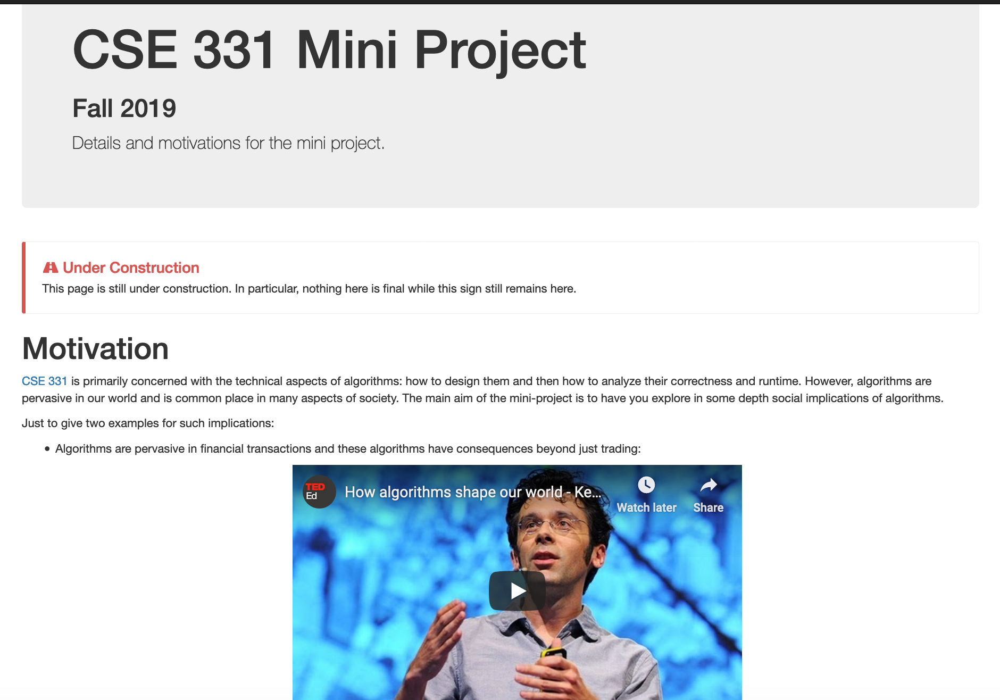 CSE 331 Mini Project
Fall 2019
Details and motivations for the mini project.
Under Construction
This page is still under construction. In particular, nothing here is final while this sign still remains here.
Motivation
CSE 331 is primarily concerned with the technical aspects of algorithms: how to design them and then how to analyze their correctness and runtime. However, algorithms are
pervasive in our world and is common place in many aspects of society. The main aim of the mini-project is to have you explore in some depth social implications of algorithms.
Just to give two examples for such implications:
• Algorithms are pervasive in financial transactions and these algorithms have consequences beyond just trading:
TED
Ed
How algorithms shape our world - Ke...
Watch later
Share